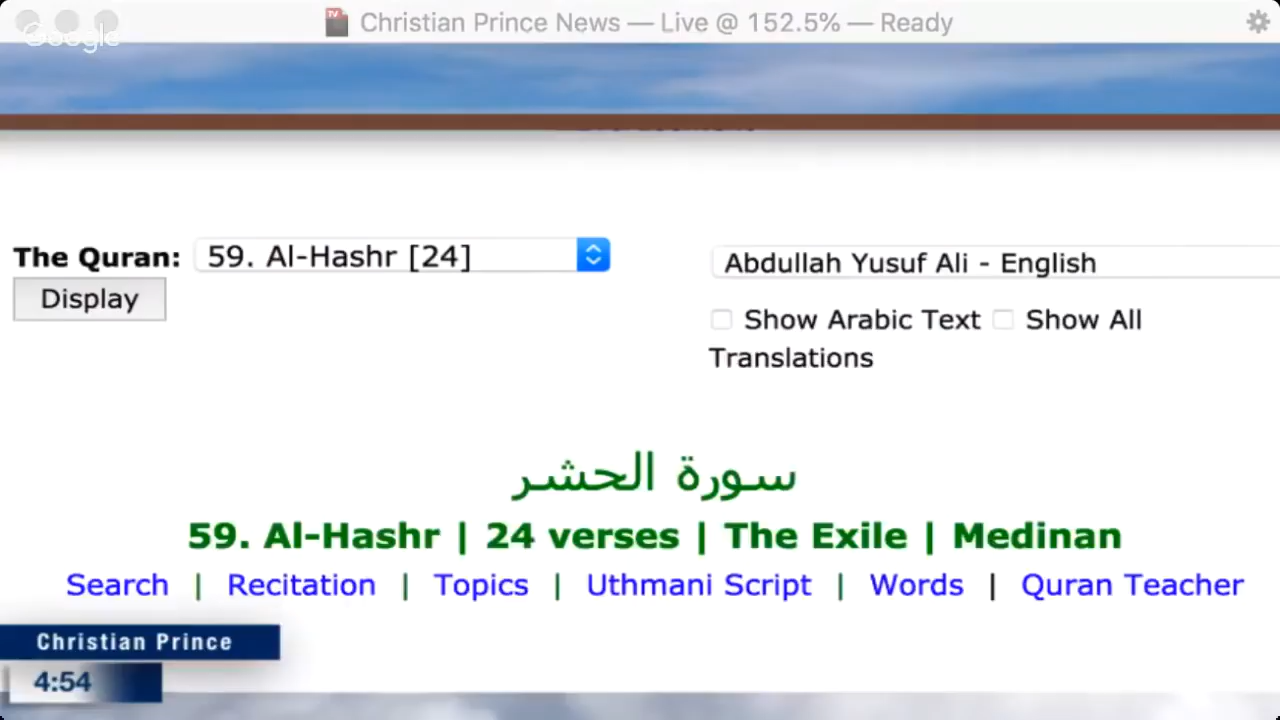 Christian Prince News — Live @ 152.5% — Ready
Google
The Quran: 59. Al-Hashr [24]
Display
Abdullah Yusuf Ali - English
Show Arabic Text Show All
Translations
سورة الحشر
59. Al-Hashr | 24 verses | The Exile | Medinan
Search | Recitation | Topics | Uthmani Script | Words | Quran Teacher
Christian Prince
4:54